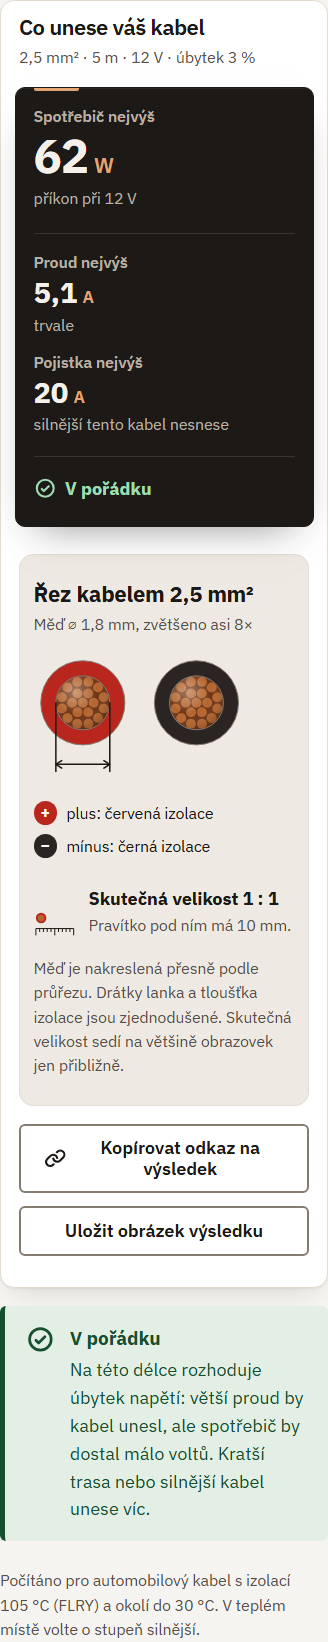 Co unese váš kabel
2,5 mm² · 5 m · 12 V · úbytek 3 %
Spotřebič nejvýš
62 W
příkon při 12 V
Proud nejvýš
5,1 A
trvale
Pojistka nejvýš
20 A
silnější tento kabel nesnese
V pořádku
Řez kabelem 2,5 mm²
Měď ⌀ 1,8 mm, zvětšeno asi 8×
+ plus: červená izolace
− mínus: černá izolace
Skutečná velikost 1 : 1
Pravítko pod ním má 10 mm.
Měď je nakreslená přesně podle
průřezu. Drátky lanka a tloušťka
izolace jsou zjednodušené. Skutečná
velikost sedí na většině obrazovek
jen přibližně.
Kopírovat odkaz na
výsledek
Uložit obrázek výsledku
V pořádku
Na této délce rozhoduje
úbytek napětí: větší proud by
kabel unesl, ale spotřebič by
dostal málo voltů. Kratší
trasa nebo silnější kabel
unese víc.
Počítáno pro automobilový kabel s izolací
105 °C (FLRY) a okolí do 30 °C. V teplém
místě volte o stupeň silnější.